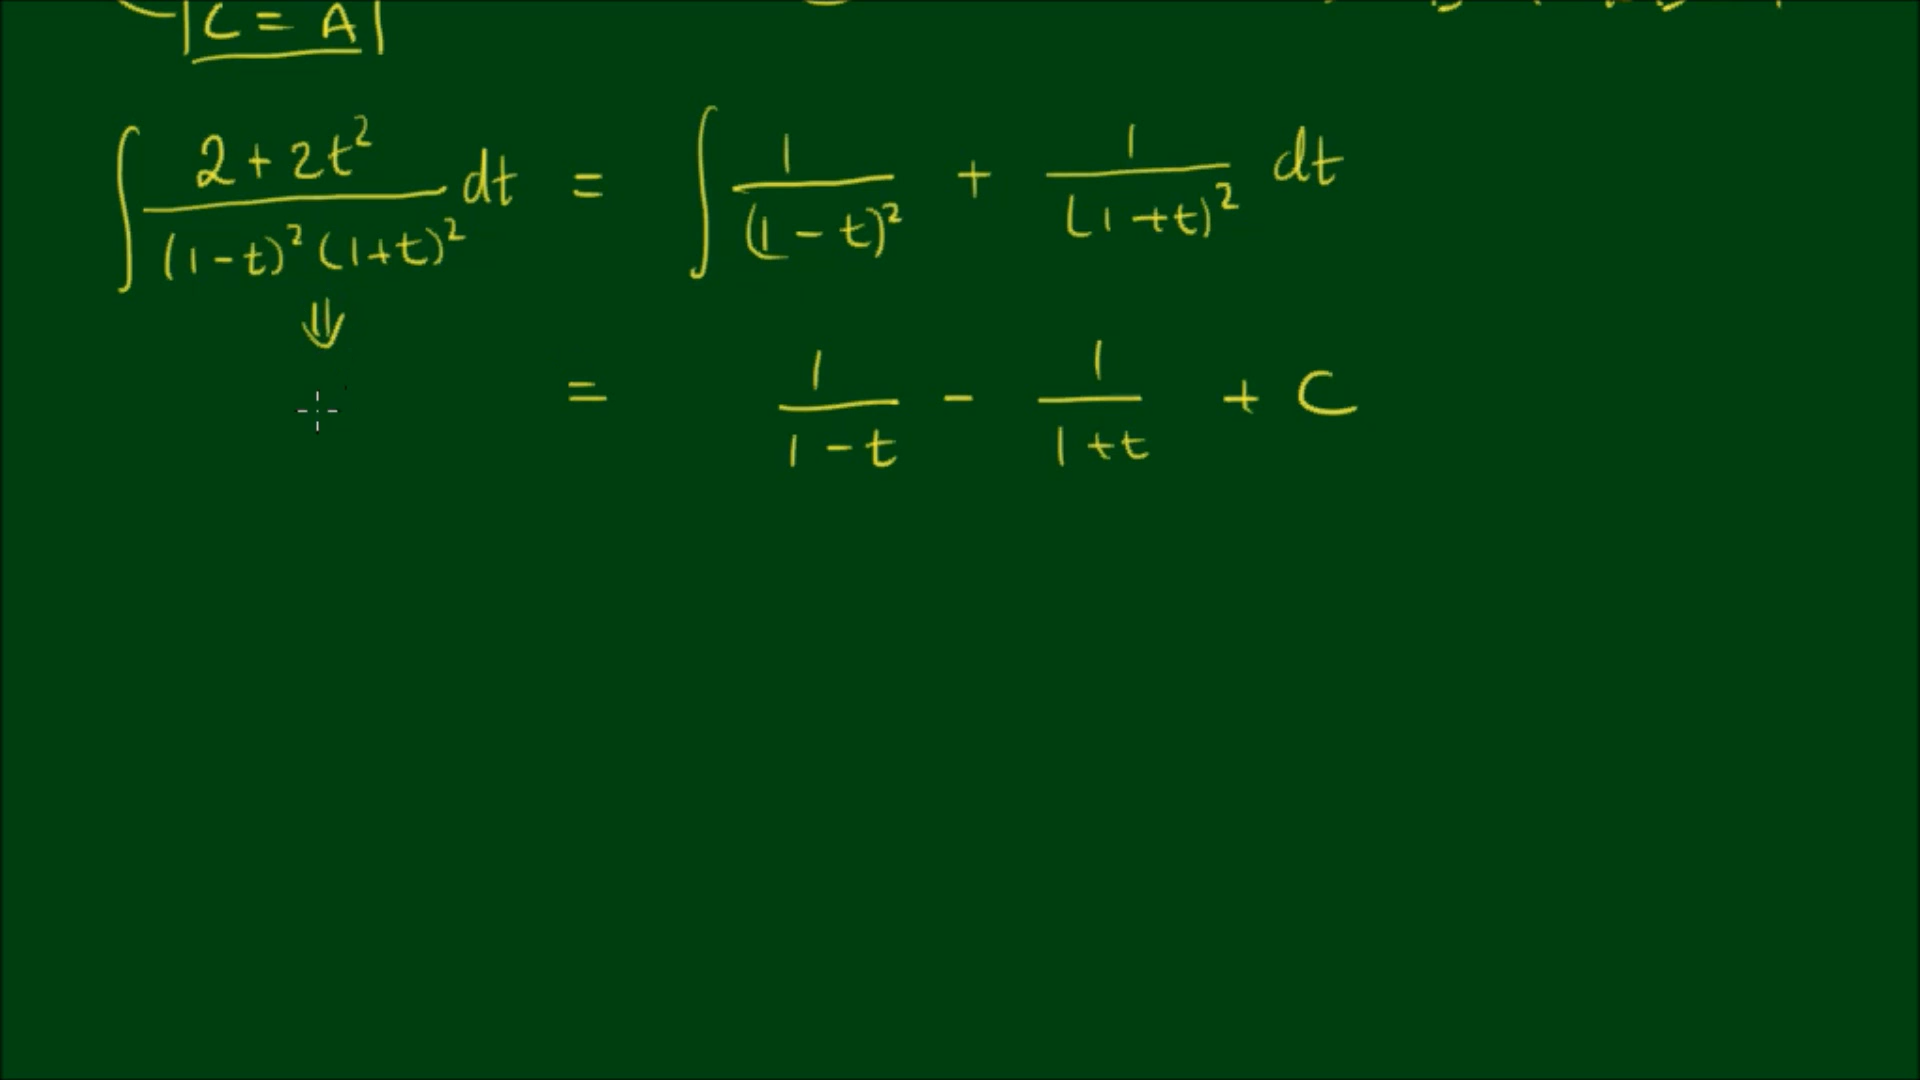 |C = A|
∫ 2 + 2t² / (1-t)² (1+t)² dt = ∫ 1 / (1-t)² + 1 / (1+t)² dt
⇓
= 1 / 1-t - 1 / 1+t + C